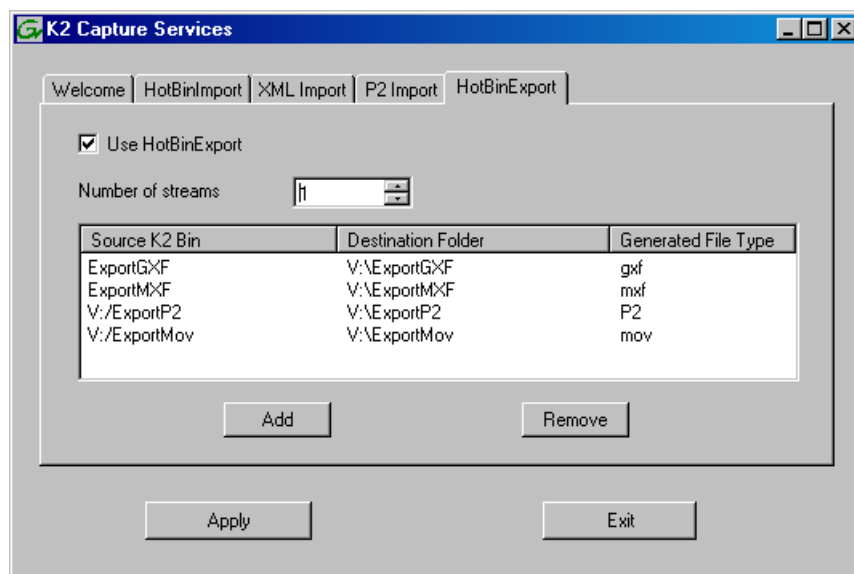 K2 Capture Services
Welcome HotBinImport XML Import P2 Import HotBinExport
Use HotBinExport
Number of streams 1
Source K2 Bin Destination Folder Generated File Type
ExportGXF V:\ExportGXF gxf
ExportMXF V:\ExportMXF mxf
V:/ExportP2 V:\ExportP2 P2
V:/ExportMov V:\ExportMov mov
Add Remove
Apply Exit